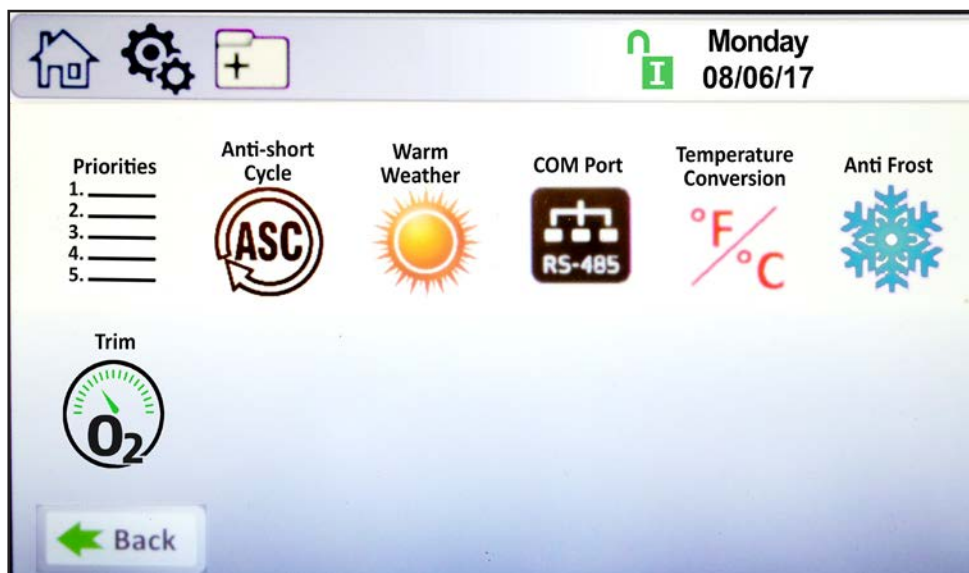 Monday
I
08/06/17
Priorities
1.
2.
3.
4.
5.
Anti-short
Cycle
ASC
Warm
Weather
COM Port
RS-485
Temperature
Conversion
°F/°C
Anti Frost
Trim
O2
Back